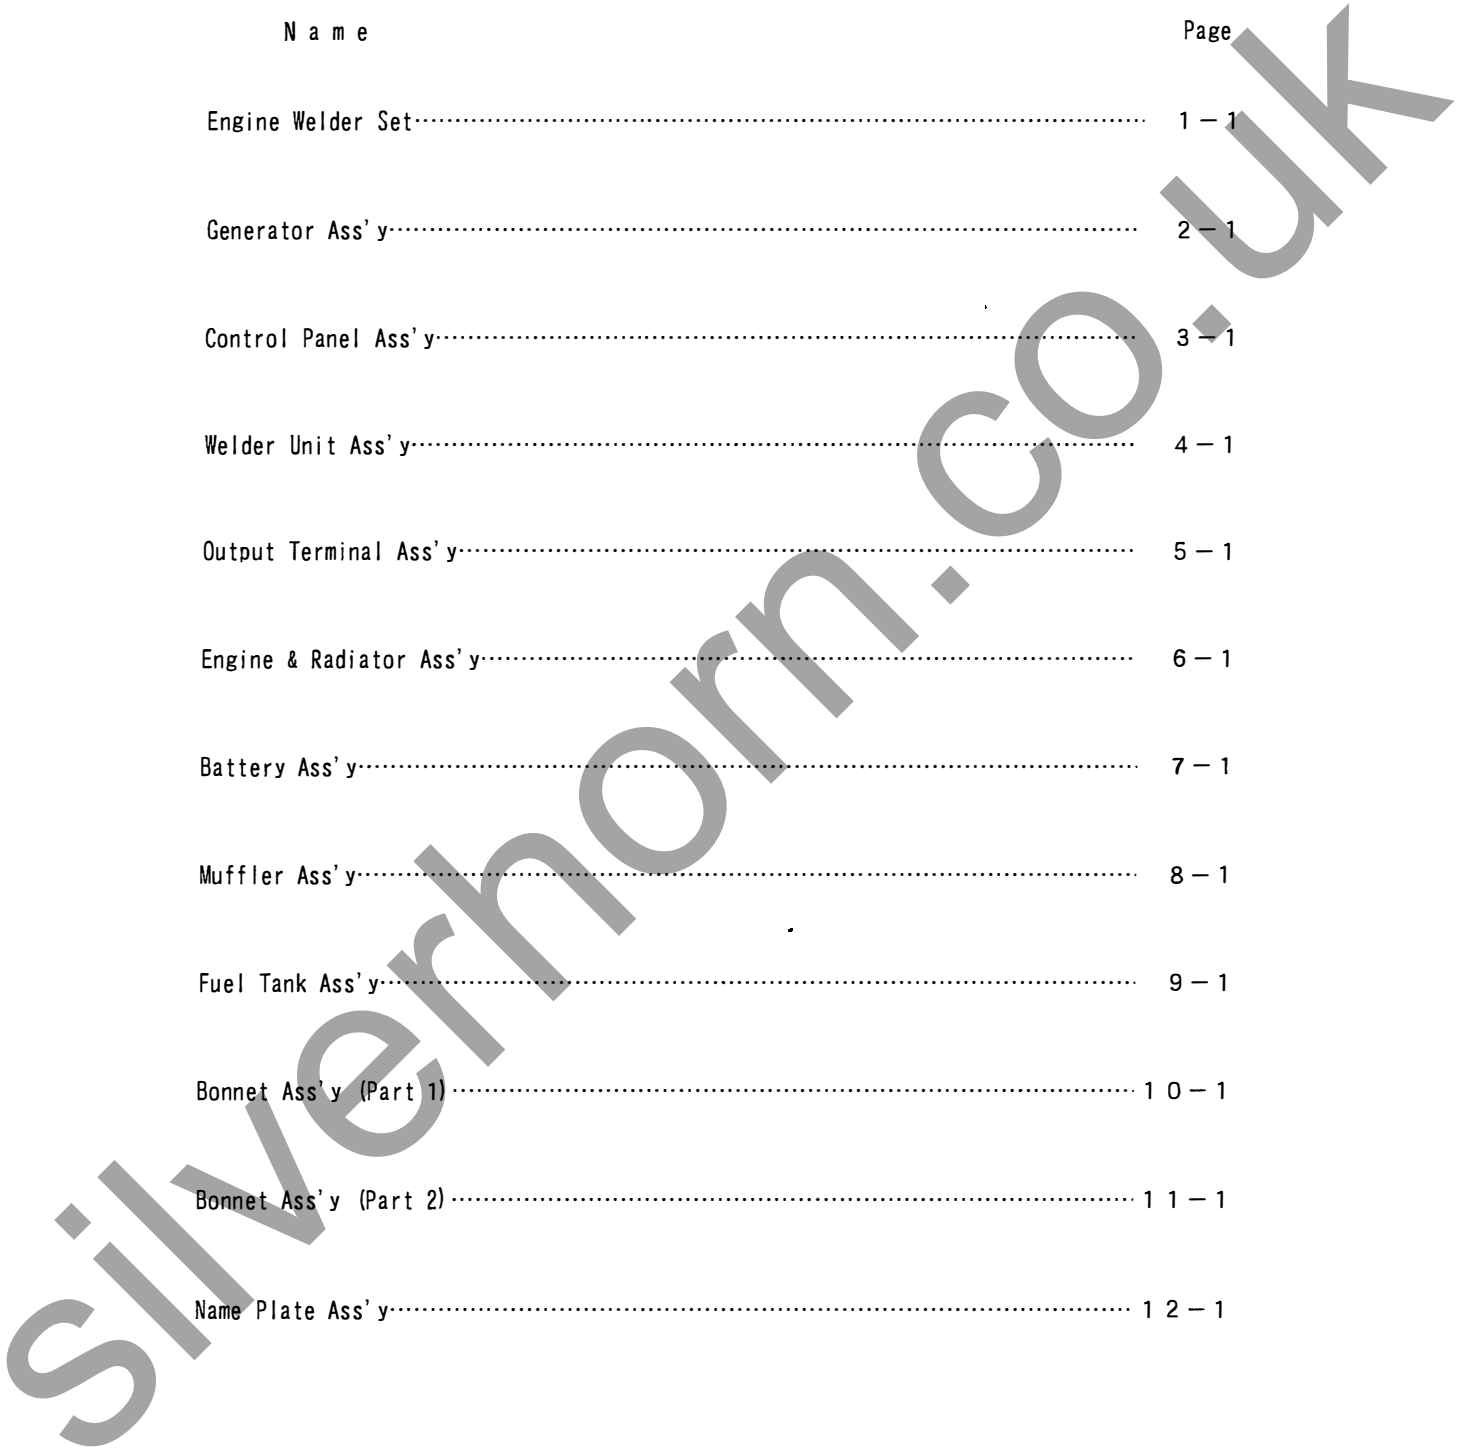 Name Page
Engine Welder Set 1-1
Generator Ass'y 2-1
Control Panel Ass'y 3-1
Welder Unit Ass'y 4-1
Output Terminal Ass'y 5-1
Engine & Radiator Ass'y 6-1
Battery Ass'y 7-1
Muffler Ass'y 8-1
Fuel Tank Ass'y 9-1
Bonnet Ass'y (Part 1) 10-1
Bonnet Ass'y (Part 2) 11-1
Name Plate Ass'y 12-1
silverhorn.co.uk